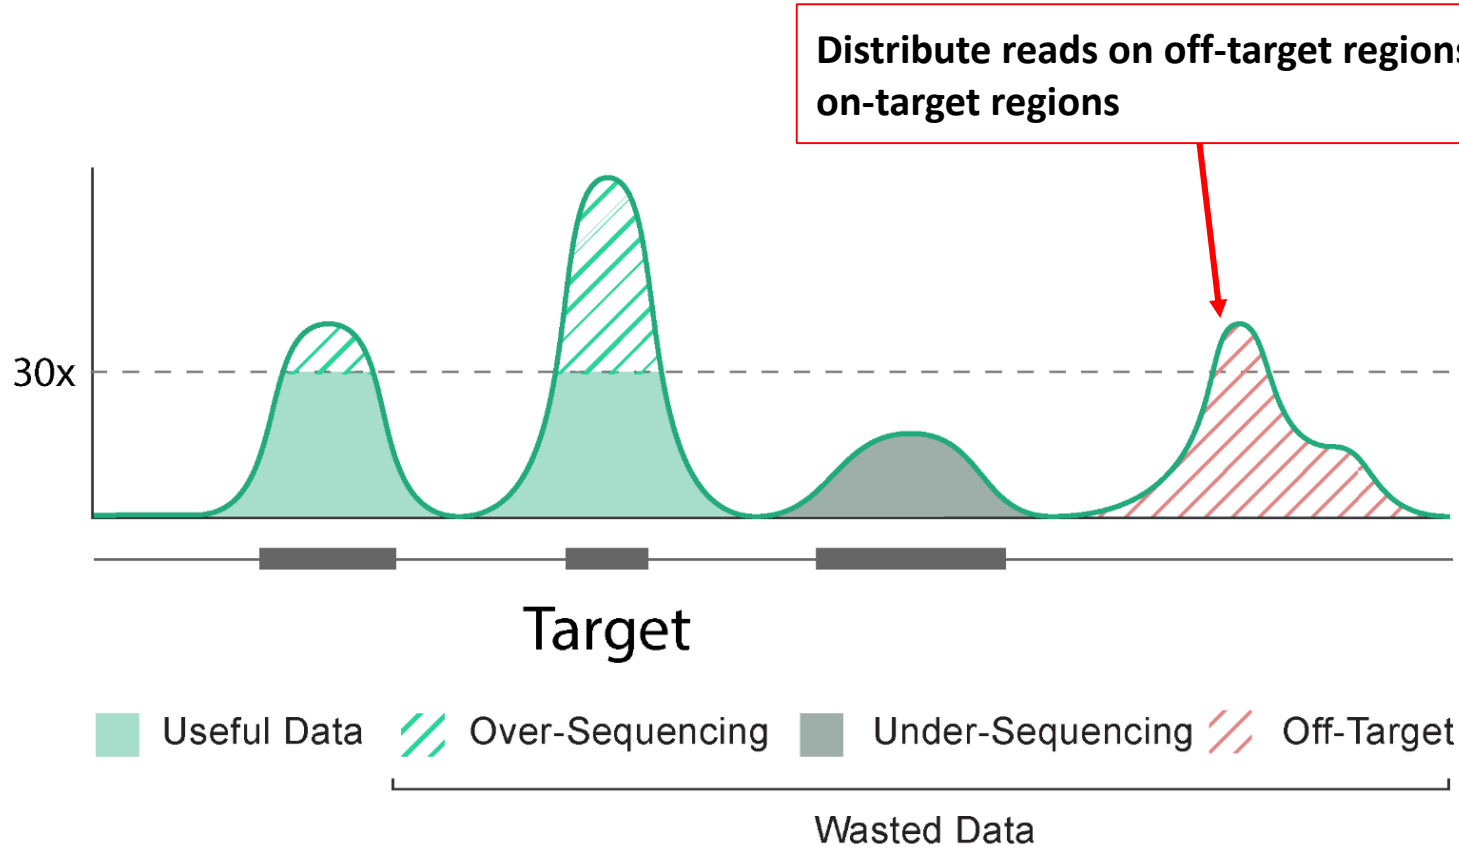 Distribute reads on off-target regions
on-target regions
30x
Target
Useful Data
Over-Sequencing
Under-Sequencing
Off-Target
Wasted Data